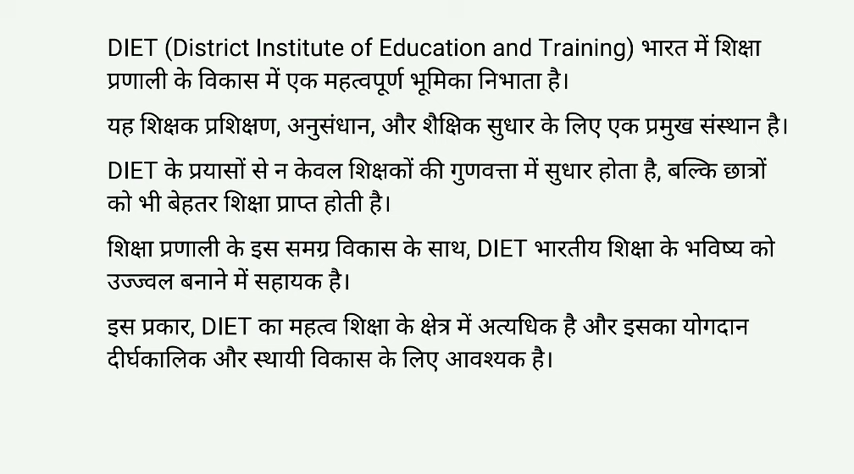 DIET (District Institute of Education and Training) भारत में शिक्षा
प्रणाली के विकास में एक महत्वपूर्ण भूमिका निभाता है।
यह शिक्षक प्रशिक्षण, अनुसंधान, और शैक्षिक सुधार के लिए एक प्रमुख संस्थान है।
DIET के प्रयासों से न केवल शिक्षकों की गुणवत्ता में सुधार होता है, बल्कि छात्रों
को भी बेहतर शिक्षा प्राप्त होती है।
शिक्षा प्रणाली के इस समग्र विकास के साथ, DIET भारतीय शिक्षा के भविष्य को
उज्ज्वल बनाने में सहायक है।
इस प्रकार, DIET का महत्व शिक्षा के क्षेत्र में अत्यधिक है और इसका योगदान
दीर्घकालिक और स्थायी विकास के लिए आवश्यक है।